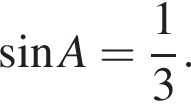 sin A = 1/3.